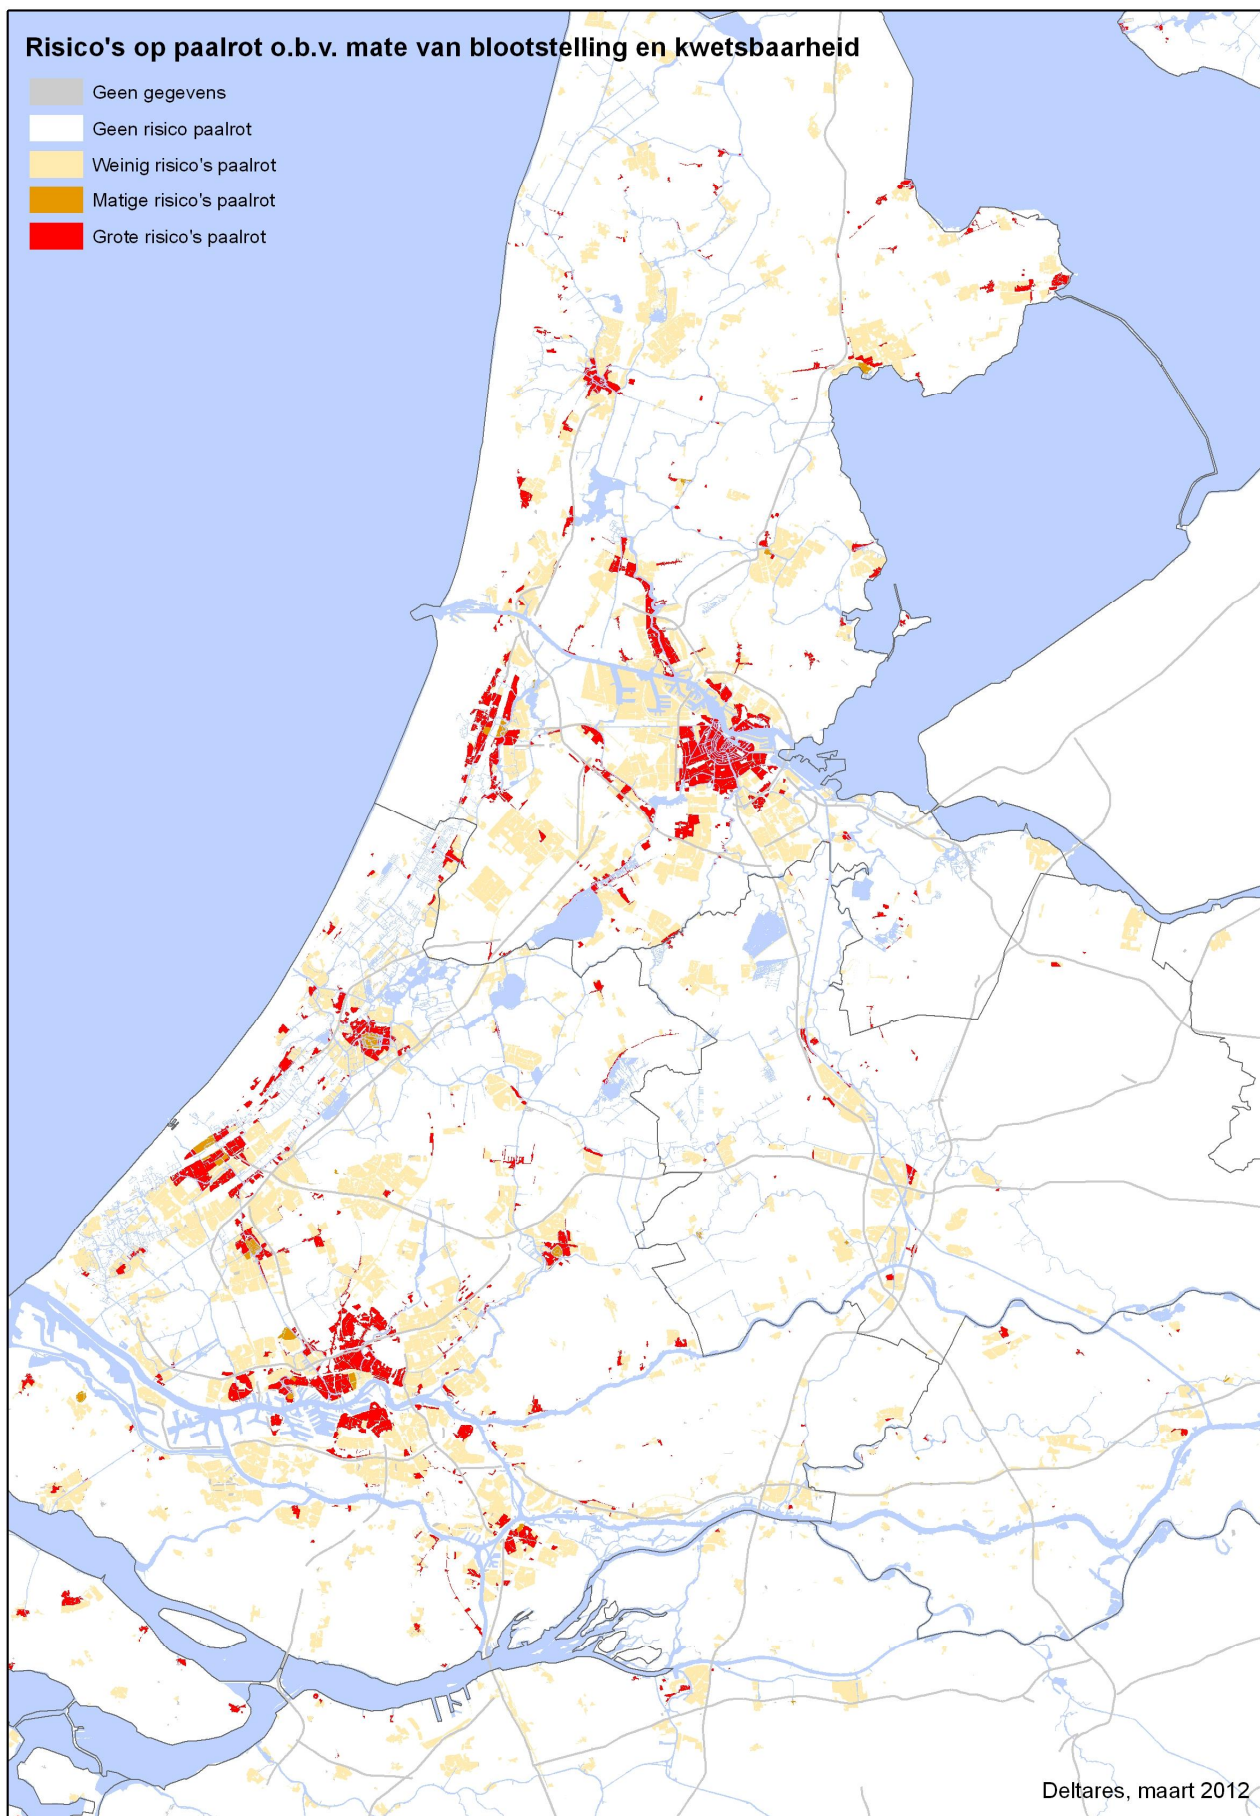 Risico's op paalrot o.b.v. mate van blootstelling en kwetsbaarheid
Geen gegevens
Geen risico paalrot
Weinig risico's paalrot
Matige risico's paalrot
Grote risico's paalrot
Deltares, maart 2012